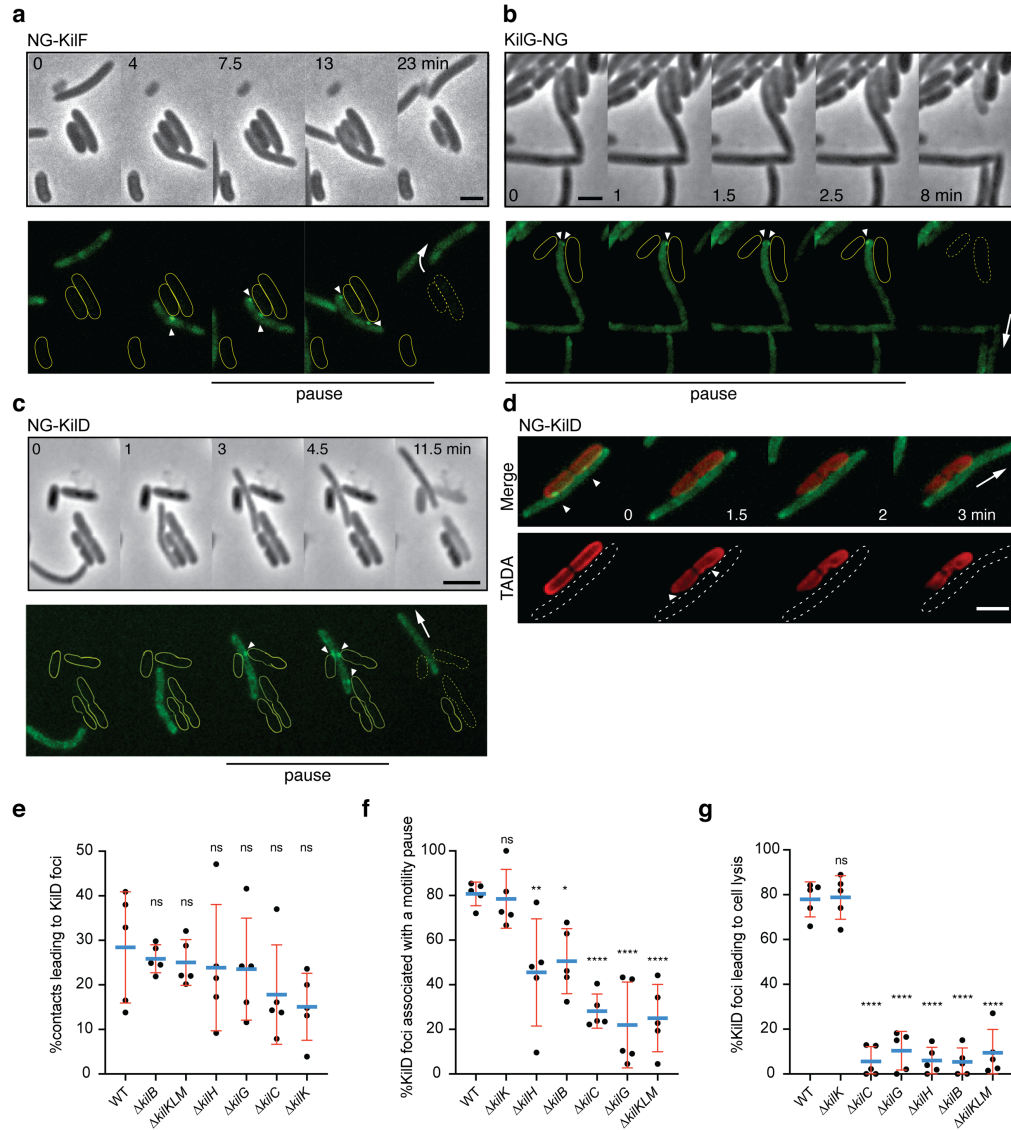 a
NG-KilF
0 4 7.5 13 23 min
pause
b
KilG-NG
0 1 1.5 2.5 8 min
pause
c
NG-KilD
0 1 3 4.5 11.5 min
pause
d
NG-KilD
Merge
0 1.5 2 3 min
TADA
e
%contacts leading to KilD foci
50
40
30
20
10
0
ns ns ns ns ns ns
WT ΔkilB ΔkilKLM ΔkilH ΔkilG ΔkilC ΔkilK
f
%KilD foci associated with a motility pause
100
80
60
40
20
0
ns ** * **** **** ****
WT ΔkilK ΔkilH ΔkilB ΔkilC ΔkilG ΔkilKLM
g
%KilD foci leading to cell lysis
100
80
60
40
20
0
ns **** **** **** **** ****
WT ΔkilK ΔkilC ΔkilG ΔkilH ΔkilB ΔkilKLM